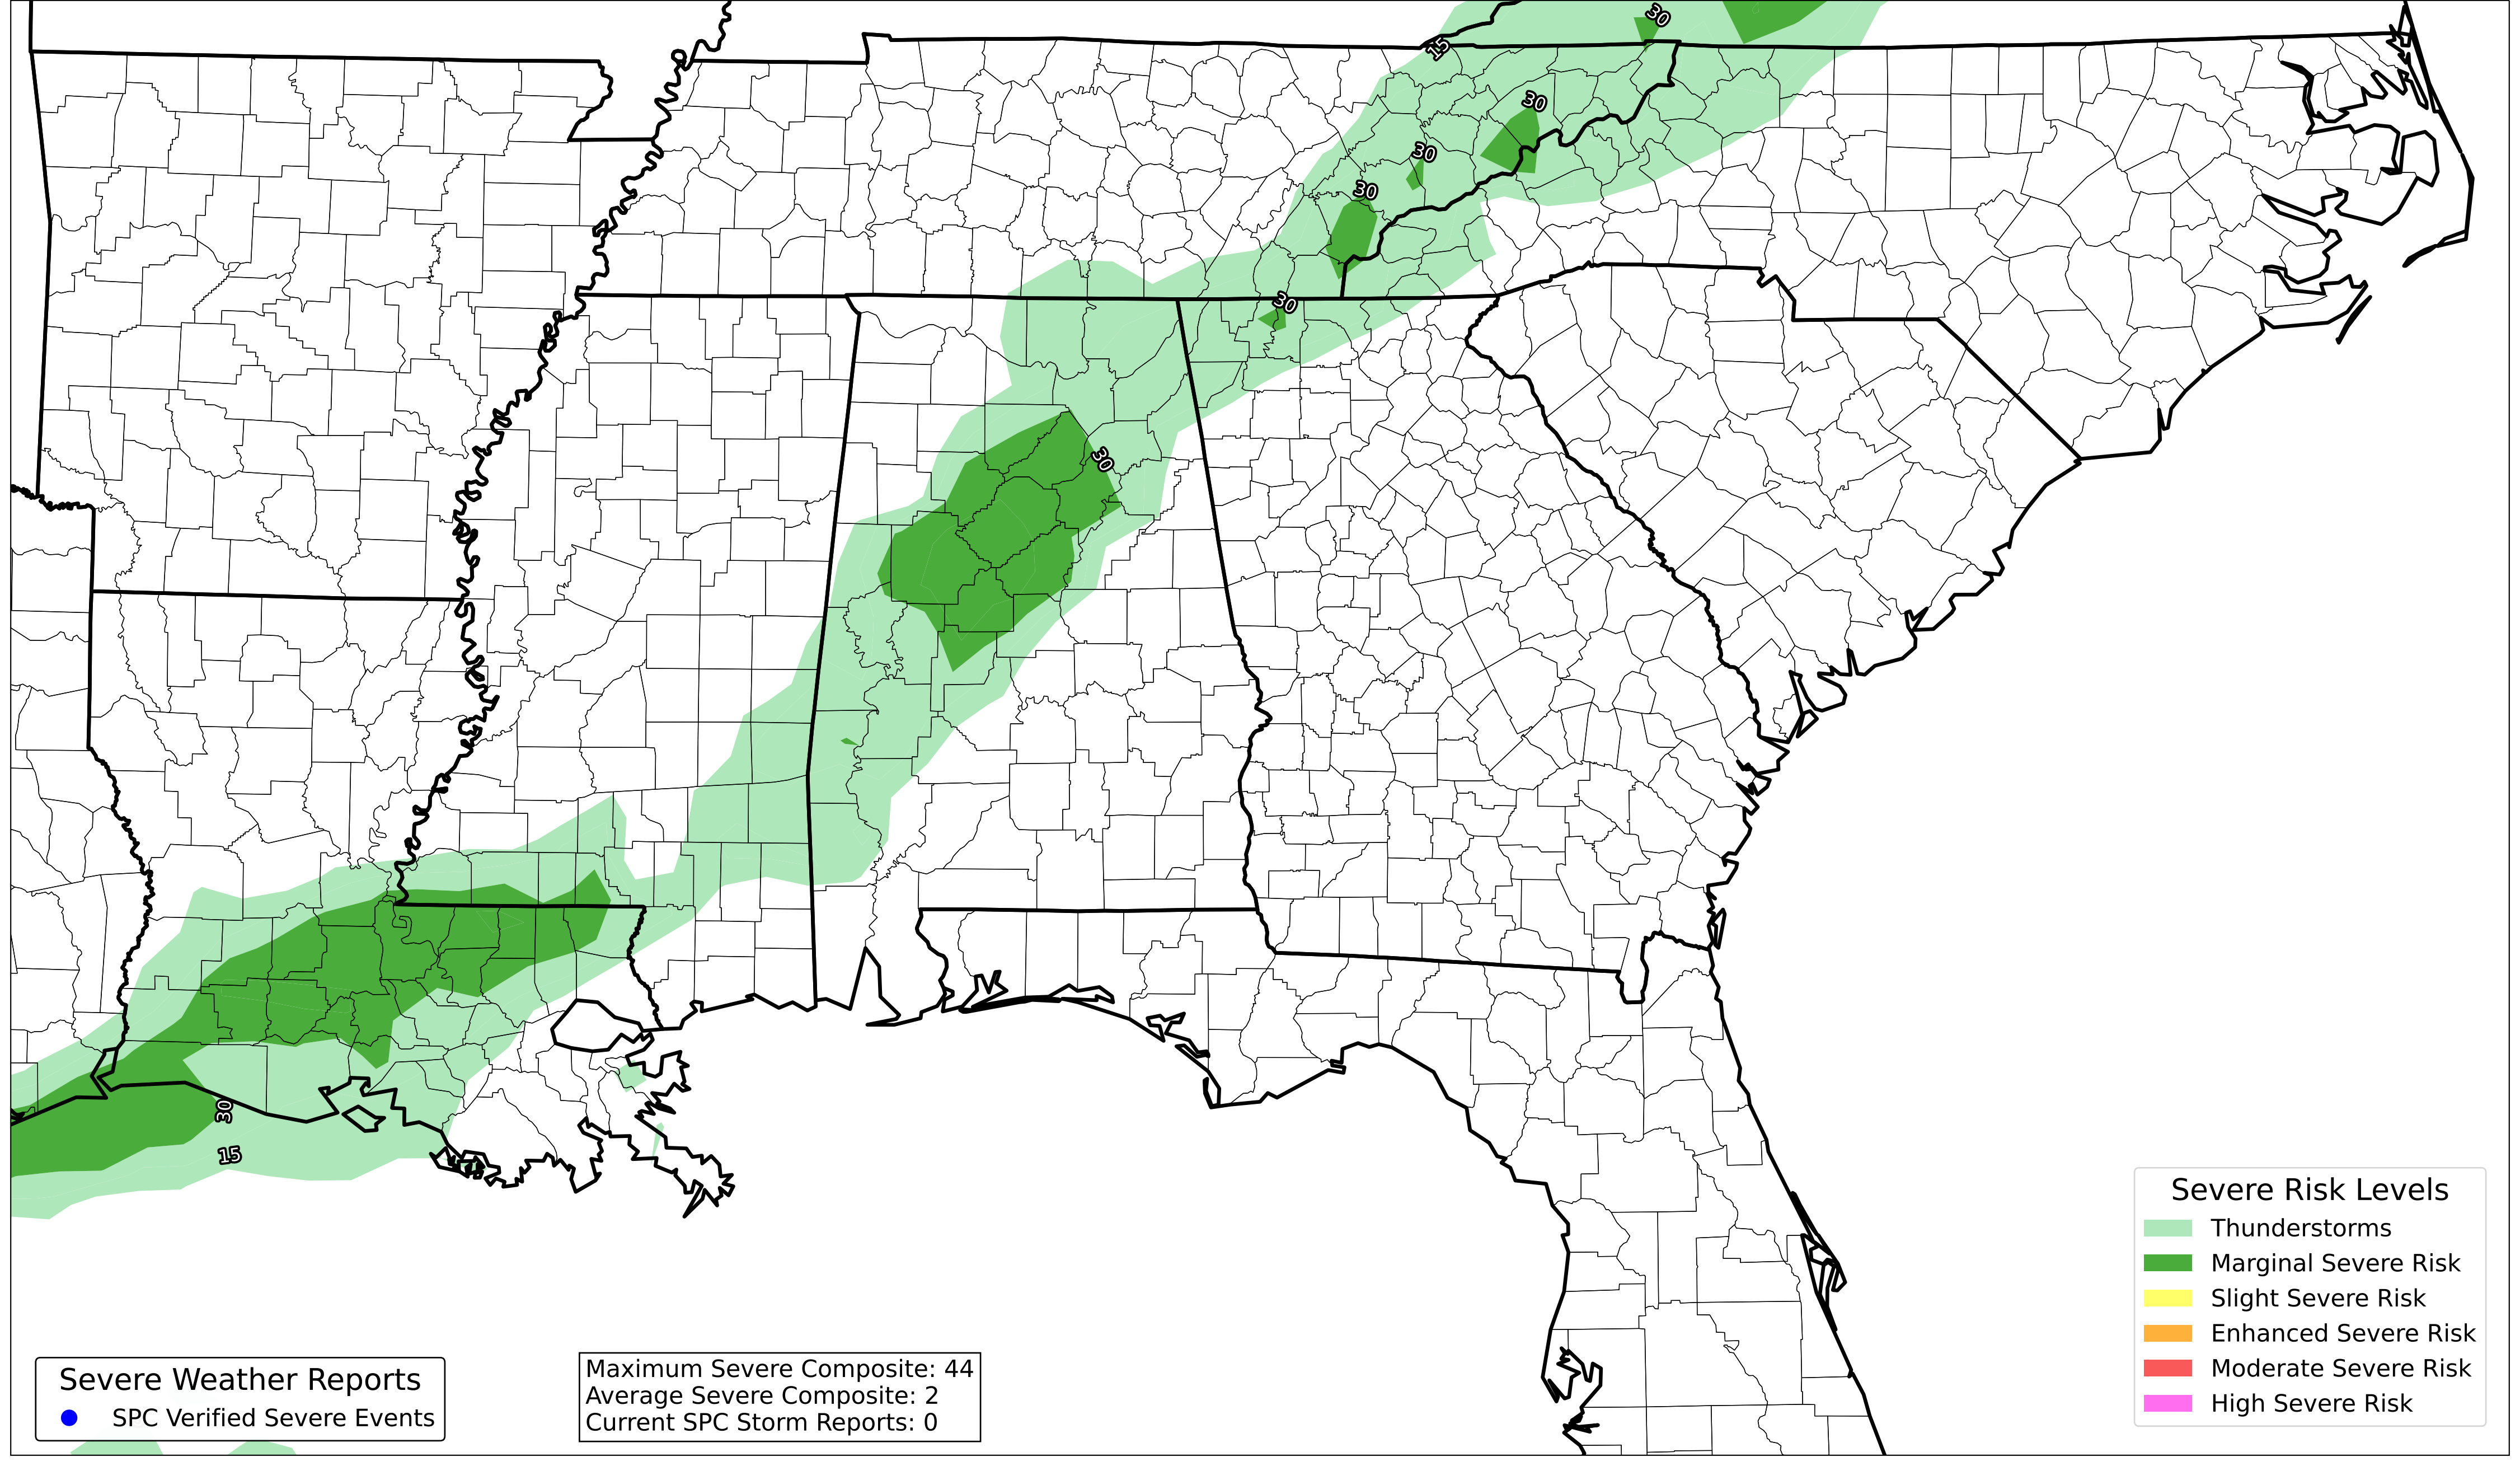 30
15
30
30
30
30
30
30
15
Severe Weather Reports
SPC Verified Severe Events
Maximum Severe Composite: 44
Average Severe Composite: 2
Current SPC Storm Reports: 0
Severe Risk Levels
Thunderstorms
Marginal Severe Risk
Slight Severe Risk
Enhanced Severe Risk
Moderate Severe Risk
High Severe Risk